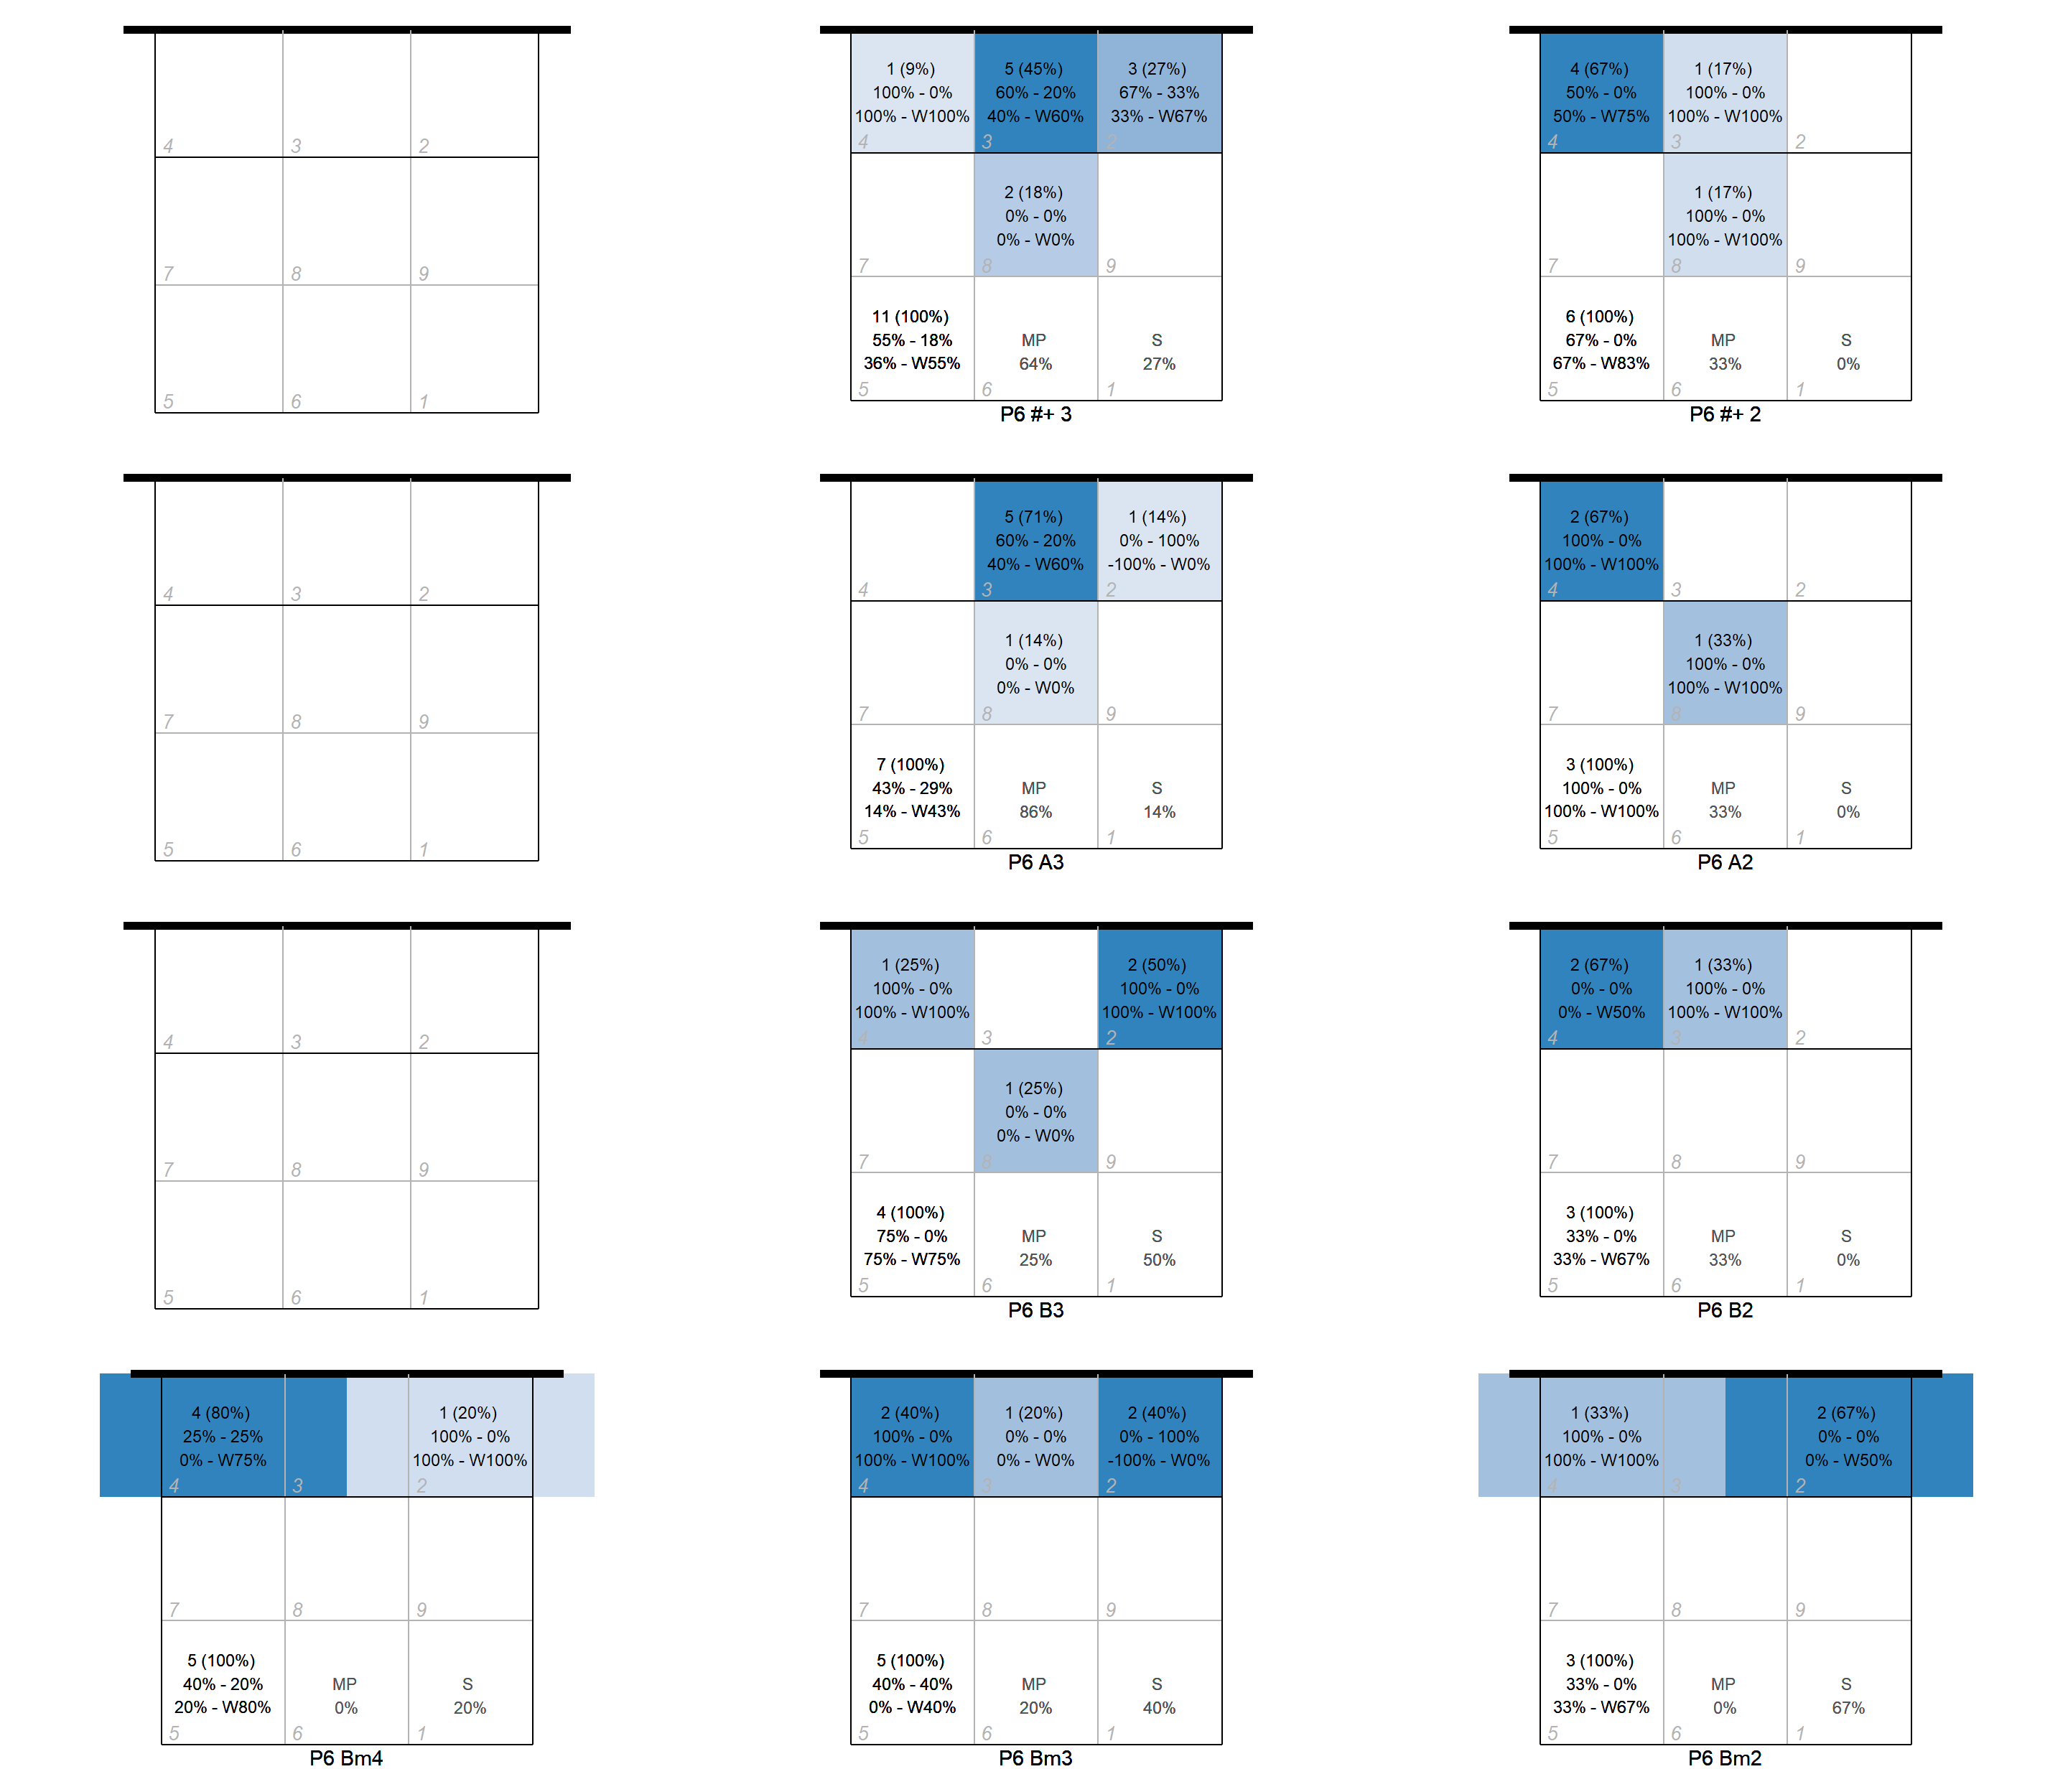 4 3 2
7 8 9
5 6 1
1 (9%)
100% - 0%
100% - W100%
4
5 (45%)
60% - 20%
40% - W60%
3
3 (27%)
67% - 33%
33% - W67%
2
7
2 (18%)
0% - 0%
0% - W0%
8
9
11 (100%)
55% - 18%
36% - W55%
5
MP
64%
6
S
27%
1
P6 #+ 3
4 (67%)
50% - 0%
50% - W75%
4
1 (17%)
100% - 0%
100% - W100%
3
2
7
1 (17%)
100% - 0%
100% - W100%
8
9
6 (100%)
67% - 0%
67% - W83%
5
MP
33%
6
S
0%
1
P6 #+ 2
4 3 2
7 8 9
5 6 1
4
5 (71%)
60% - 20%
40% - W60%
3
1 (14%)
0% - 100%
-100% - W0%
2
7
1 (14%)
0% - 0%
0% - W0%
8
9
7 (100%)
43% - 29%
14% - W43%
5
MP
86%
6
S
14%
1
P6 A3
2 (67%)
100% - 0%
100% - W100%
4
3
2
7
1 (33%)
100% - 0%
100% - W100%
8
9
3 (100%)
100% - 0%
100% - W100%
5
MP
33%
6
S
0%
1
P6 A2
4 3 2
7 8 9
5 6 1
1 (25%)
100% - 0%
100% - W100%
4
3
2 (50%)
100% - 0%
100% - W100%
2
7
1 (25%)
0% - 0%
0% - W0%
8
9
4 (100%)
75% - 0%
75% - W75%
5
MP
25%
6
S
50%
1
P6 B3
2 (67%)
0% - 0%
0% - W50%
4
1 (33%)
100% - 0%
100% - W100%
3
2
7
8
9
3 (100%)
33% - 0%
33% - W67%
5
MP
33%
6
S
0%
1
P6 B2
4 (80%)
25% - 25%
0% - W75%
4
3
1 (20%)
100% - 0%
100% - W100%
2
7
8
9
5 (100%)
40% - 20%
20% - W80%
5
MP
0%
6
S
20%
1
P6 Bm4
2 (40%)
100% - 0%
100% - W100%
4
1 (20%)
0% - 0%
0% - W0%
3
2 (40%)
0% - 100%
-100% - W0%
2
7
8
9
5 (100%)
40% - 40%
0% - W40%
5
MP
20%
6
S
40%
1
P6 Bm3
1 (33%)
100% - 0%
100% - W100%
4
3
2 (67%)
0% - 0%
0% - W50%
2
7
8
9
3 (100%)
33% - 0%
33% - W67%
5
MP
0%
6
S
67%
1
P6 Bm2